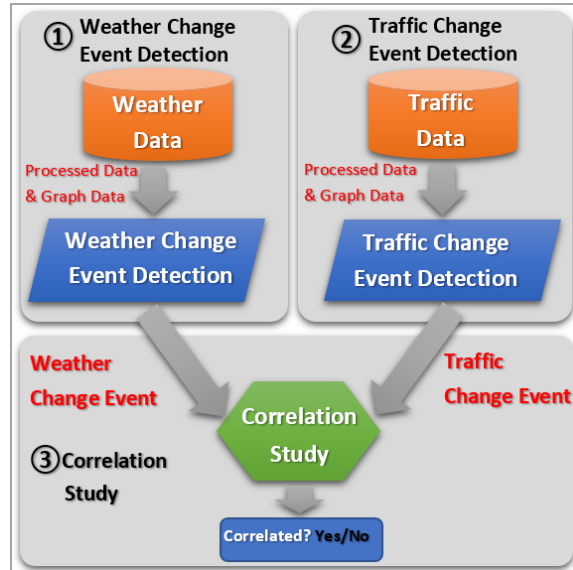 ① Weather Change
Event Detection
Weather
Data
Processed Data
& Graph Data
Weather Change
Event Detection
② Traffic Change
Event Detection
Traffic
Data
Processed Data
& Graph Data
Traffic Change
Event Detection
Weather
Change Event
Traffic
Change Event
Correlation
Study
③ Correlation
Study
Correlated? Yes/No